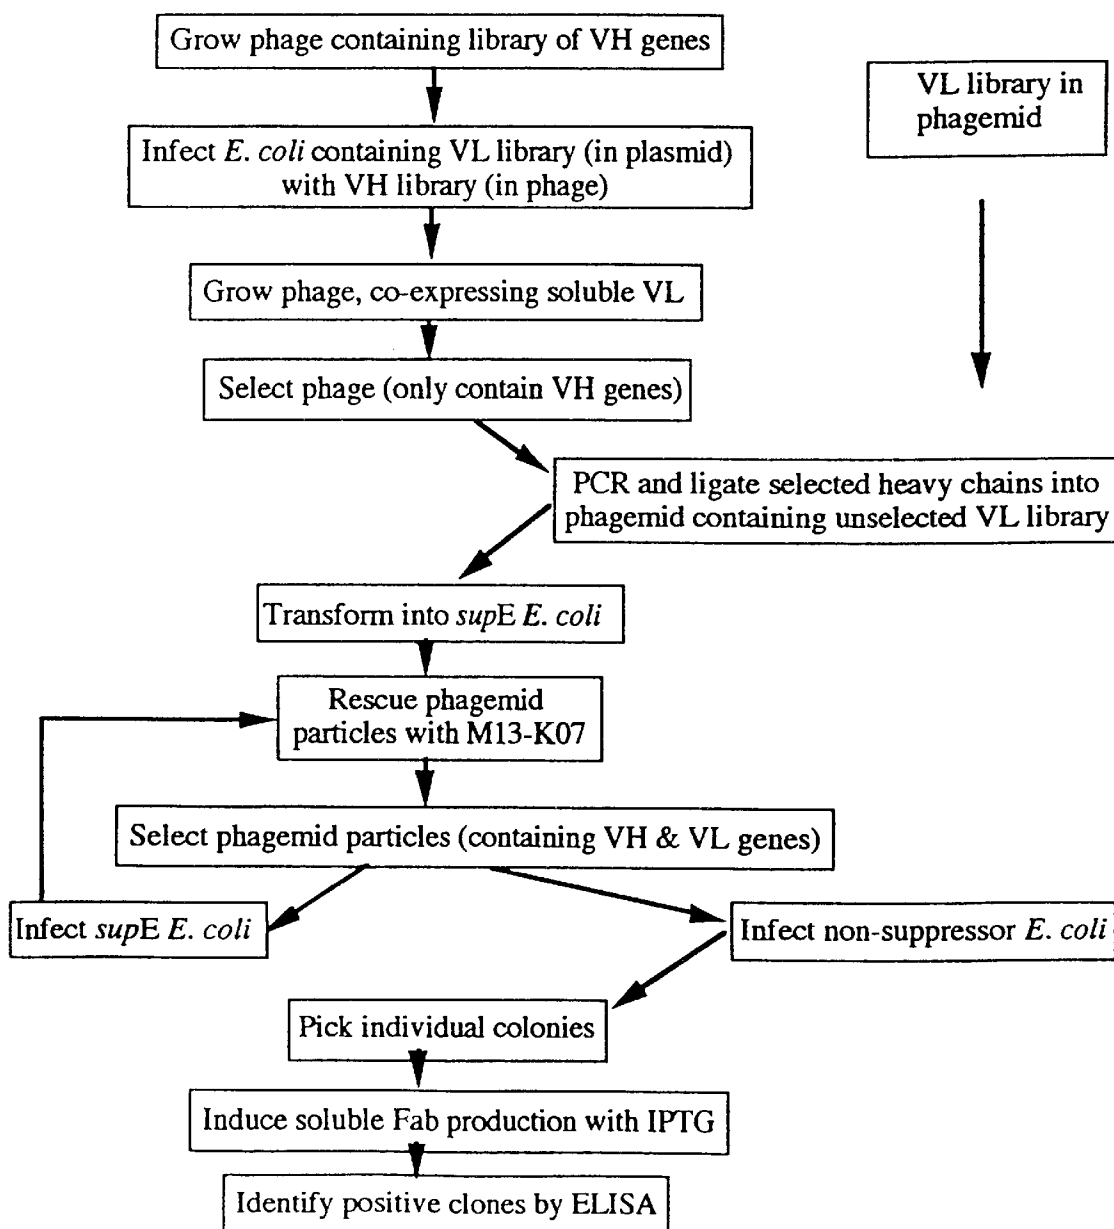 Grow phage containing library of VH genes
VL library in
phagemid
Infect E. coli containing VL library (in plasmid)
with VH library (in phage)
Grow phage, co-expressing soluble VL
Select phage (only contain VH genes)
PCR and ligate selected heavy chains into
phagemid containing unselected VL library
Transform into supE E. coli
Rescue phagemid
particles with M13-K07
Select phagemid particles (containing VH & VL genes)
Infect supE E. coli
Infect non-suppressor E. coli
Pick individual colonies
Induce soluble Fab production with IPTG
Identify positive clones by ELISA